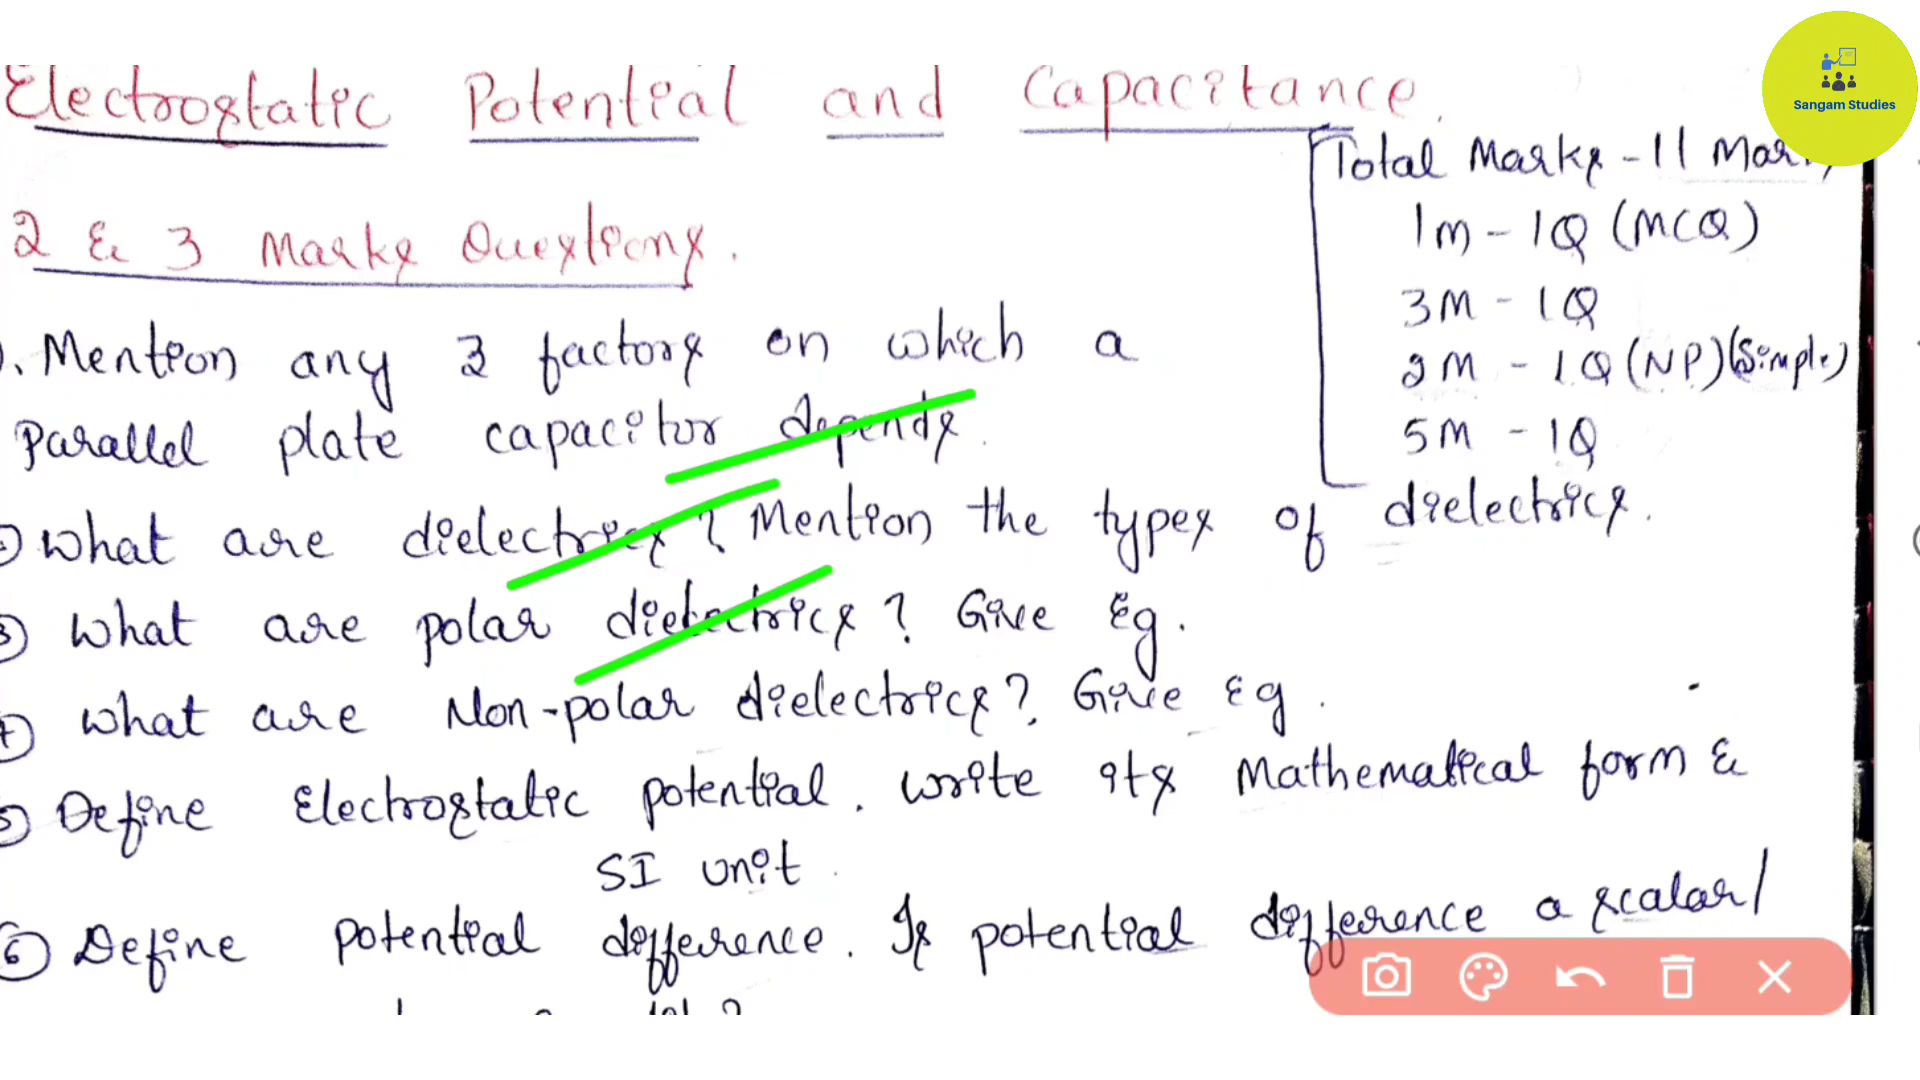 Electrostatic Potential and Capacitance.
Sangam Studies
Total Marks - 11
1m - 1Q (MCQ)
3M - 1Q
2M - 1Q (NP) (Simple)
5M - 1Q
2 & 3 Marks Questions.
Mention any 3 factors on which a
parallel plate capacitor depends.
What are dielectrics? Mention the types of dielectrics.
③ What are polar dielectrics? Give Eg.
④ What are Non-polar dielectrics? Give Eg.
⑤ Define Electrostatic potential. Write its Mathematical form &
SI unit.
⑥ Define potential difference. Is potential difference a scalar/